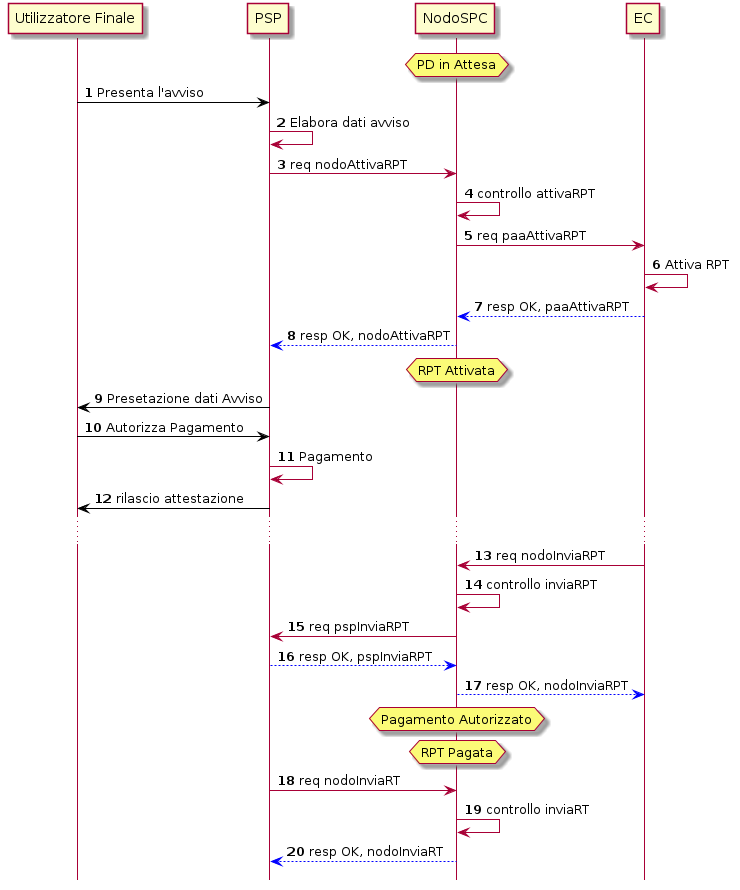 Utilizzatore Finale
PSP
NodoSPC
EC
PD in Attesa
1 Presenta l'avviso
2 Elabora dati avviso
3 req nodoAttivaRPT
4 controllo attivaRPT
5 req paaAttivaRPT
6 Attiva RPT
7 resp OK, paaAttivaRPT
8 resp OK, nodoAttivaRPT
RPT Attivata
9 Presetazione dati Avviso
10 Autorizza Pagamento
11 Pagamento
12 rilascio attestazione
13 req nodoInviaRPT
14 controllo inviaRPT
15 req pspInviaRPT
16 resp OK, pspInviaRPT
17 resp OK, nodoInviaRPT
Pagamento Autorizzato
RPT Pagata
18 req nodoInviaRT
19 controllo inviaRT
20 resp OK, nodoInviaRT